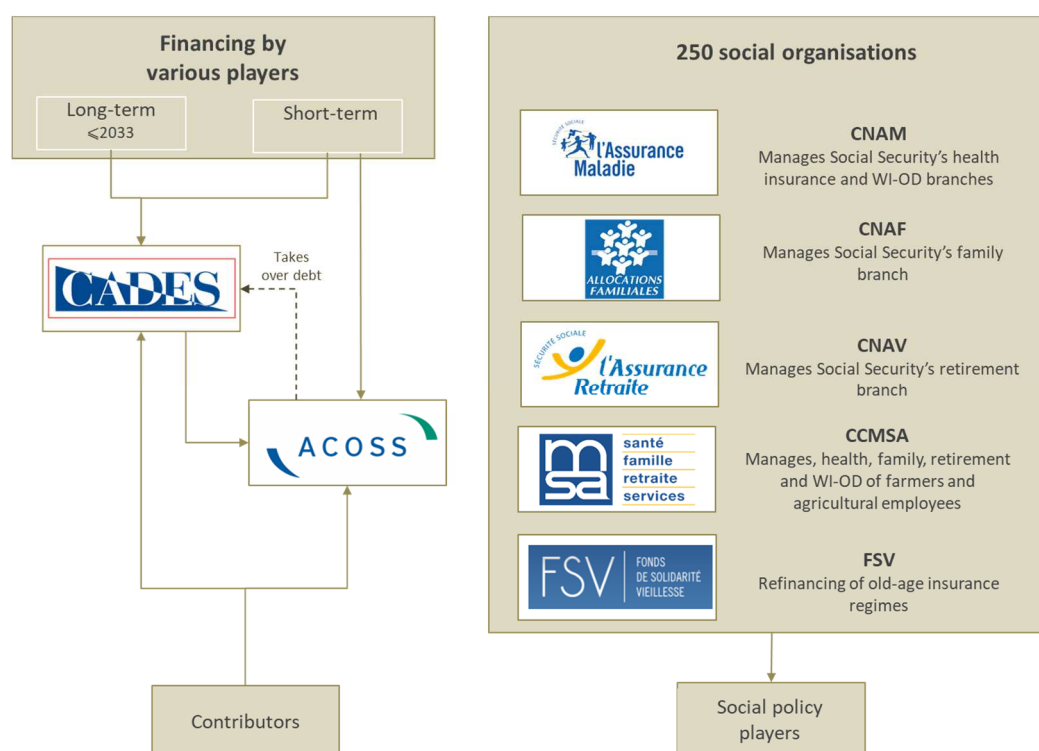 Financing by
various players
Long-term
⩽2033
Short-term
CADES
Takes
over debt
ACOSS
Contributors
250 social organisations
SÉCURITÉ SOCIALE
l'Assurance
Maladie
CNAM
Manages Social Security's health
insurance and WI-OD branches
ALLOCATIONS
FAMILIALES
CNAF
Manages Social Security's family
branch
SÉCURITÉ SOCIALE
l'Assurance
Retraite
CNAV
Manages Social Security's retirement
branch
msa
santé
famille
retraite
services
CCMSA
Manages, health, family, retirement
and WI-OD of farmers and
agricultural employees
FSV
FONDS
DE SOLIDARITÉ
VIEILLESSE
FSV
Refinancing of old-age insurance
regimes
Social policy
players